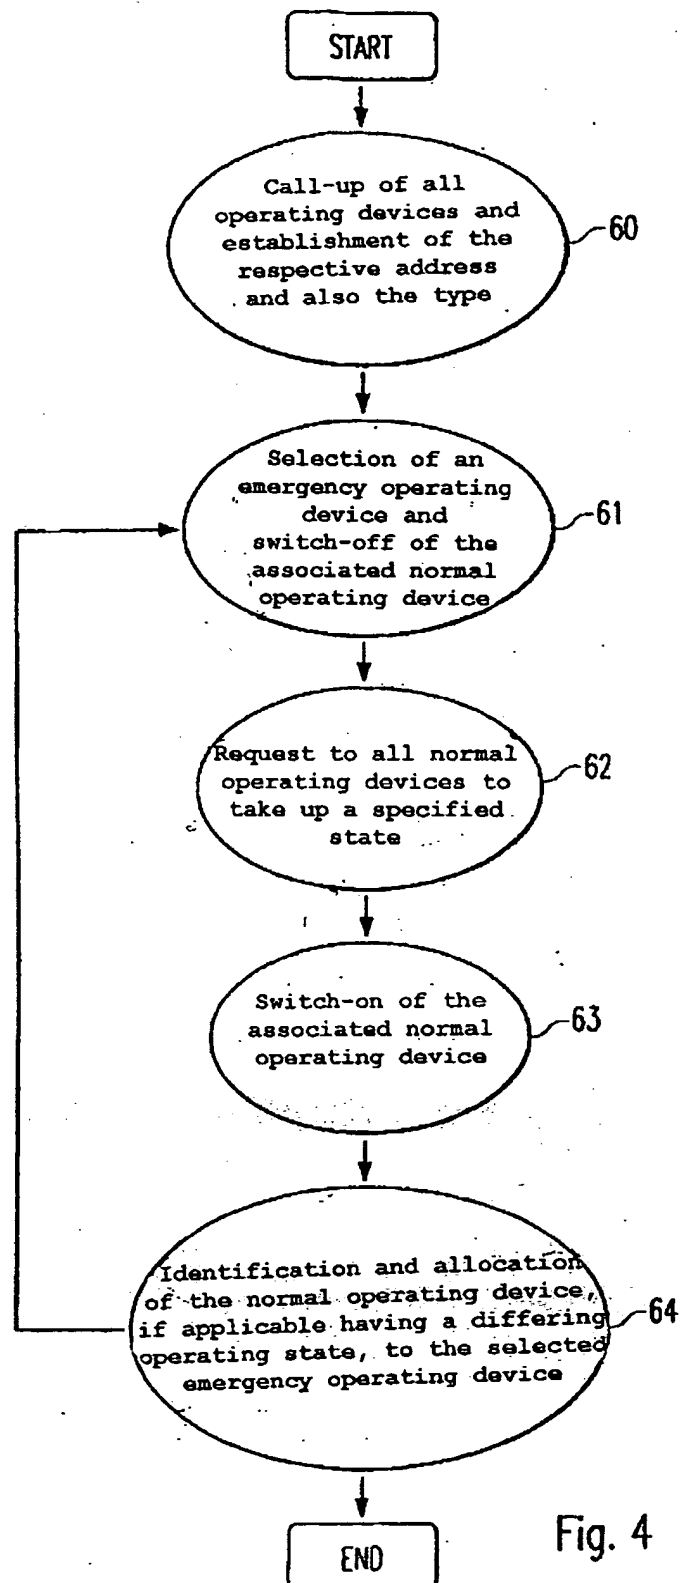 START
Call-up of all
operating devices and
establishment of the
respective address
and also the type
60
Selection of an
emergency operating
device and
switch-off of the
associated normal
operating device
61
Request to all normal
operating devices to
take up a specified
state
62
Switch-on of the
associated normal
operating device
63
Identification and allocation
of the normal operating device,
if applicable having a differing
operating state, to the selected
emergency operating device
64
END
Fig. 4